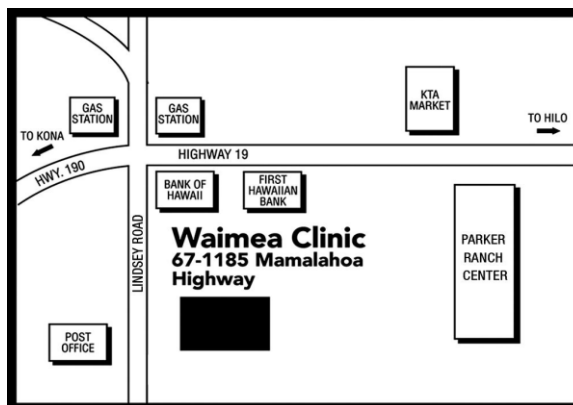 GAS
STATION
GAS
STATION
KTA
MARKET
TO KONA
TO HILO
HIGHWAY 19
HWY. 190
BANK OF
HAWAII
FIRST
HAWAIIAN
BANK
LINDSEY ROAD
Waimea Clinic
67-1185 Mamalahoa
Highway
PARKER
RANCH
CENTER
POST
OFFICE